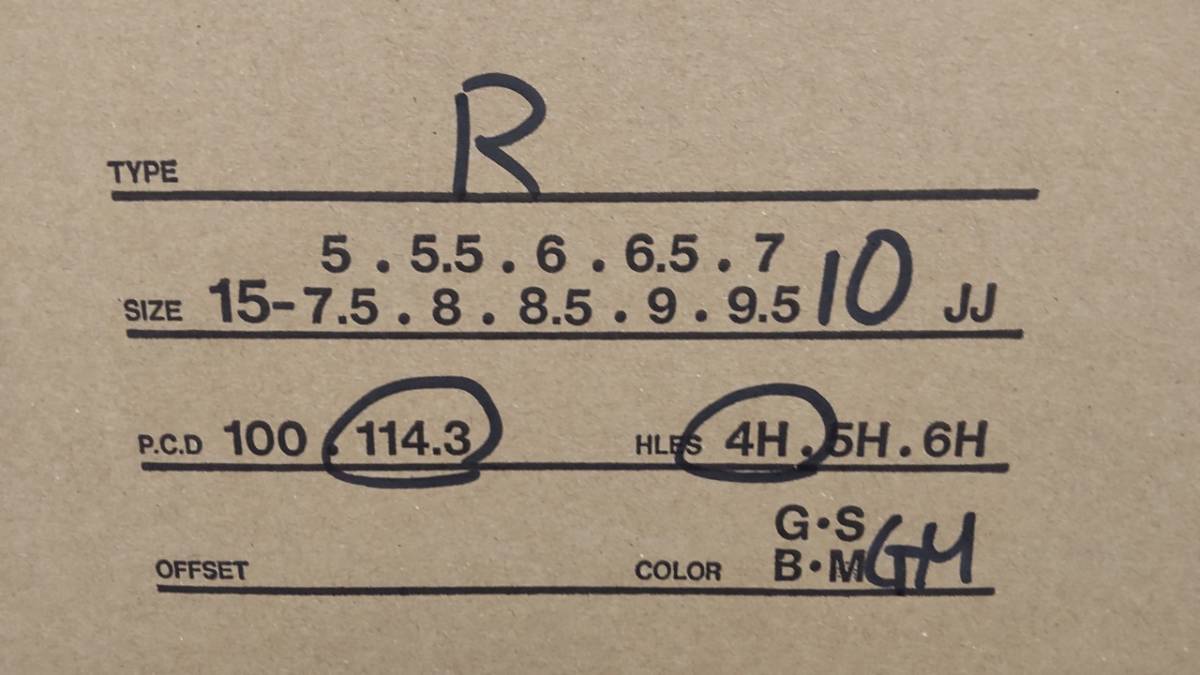 TYPE R
5 . 5.5 . 6 . 6.5 . 7
SIZE 15-7.5 . 8 . 8.5 . 9 . 9.5 10 JJ
P.C.D 100 . 114.3 HLES 4H . 5H . 6H
G・S
OFFSET COLOR B・M GM